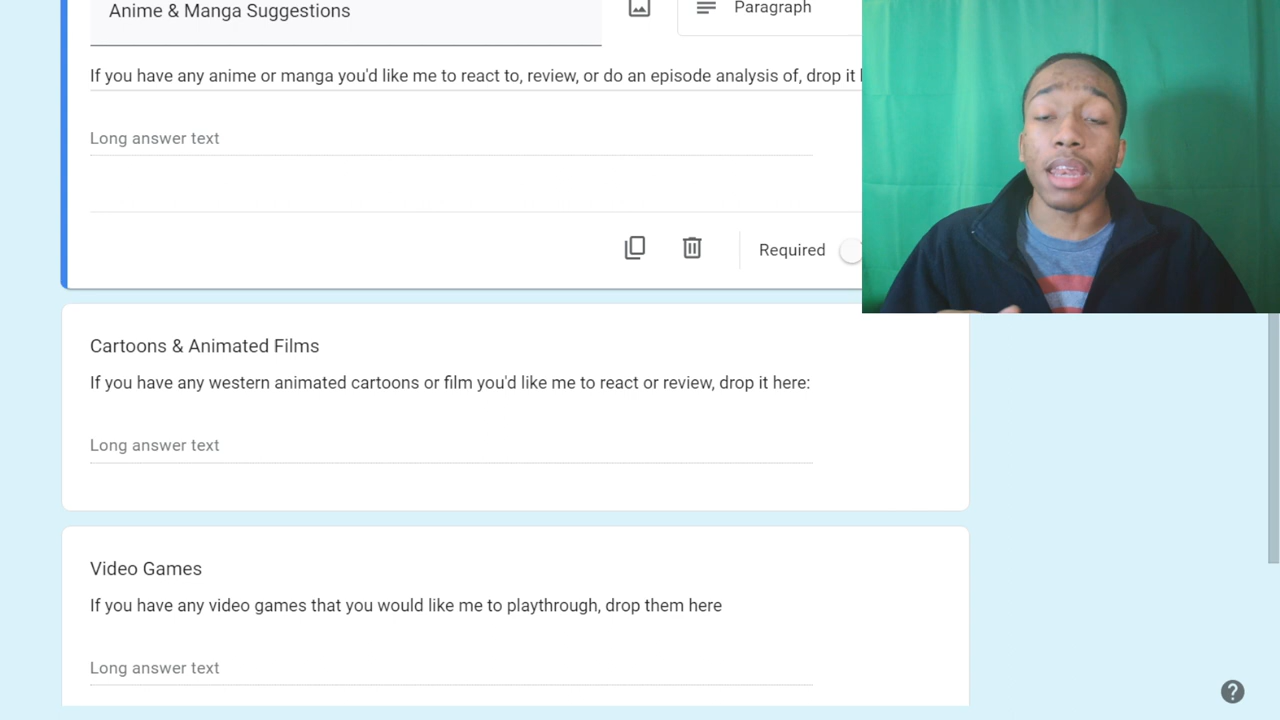 Anime & Manga Suggestions
Paragraph
If you have any anime or manga you'd like me to react to, review, or do an episode analysis of, drop it
Long answer text
Required
Cartoons & Animated Films
If you have any western animated cartoons or film you'd like me to react or review, drop it here:
Long answer text
Video Games
If you have any video games that you would like me to playthrough, drop them here
Long answer text